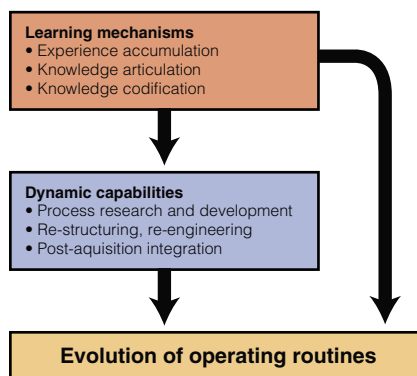 Learning mechanisms
• Experience accumulation
• Knowledge articulation
• Knowledge codification
Dynamic capabilities
• Process research and development
• Re-structuring, re-engineering
• Post-aquisition integration
Evolution of operating routines